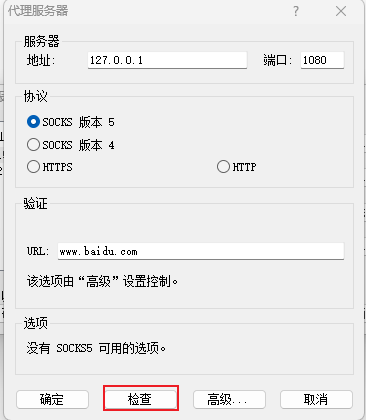 代理服务器
服务器
地址: 127.0.0.1 端口: 1080
协议
SOCKS 版本 5
SOCKS 版本 4
HTTPS HTTP
验证
URL: www.baidu.com
该选项由“高级”设置控制。
选项
没有 SOCKS5 可用的选项。
确定 检查 高级... 取消